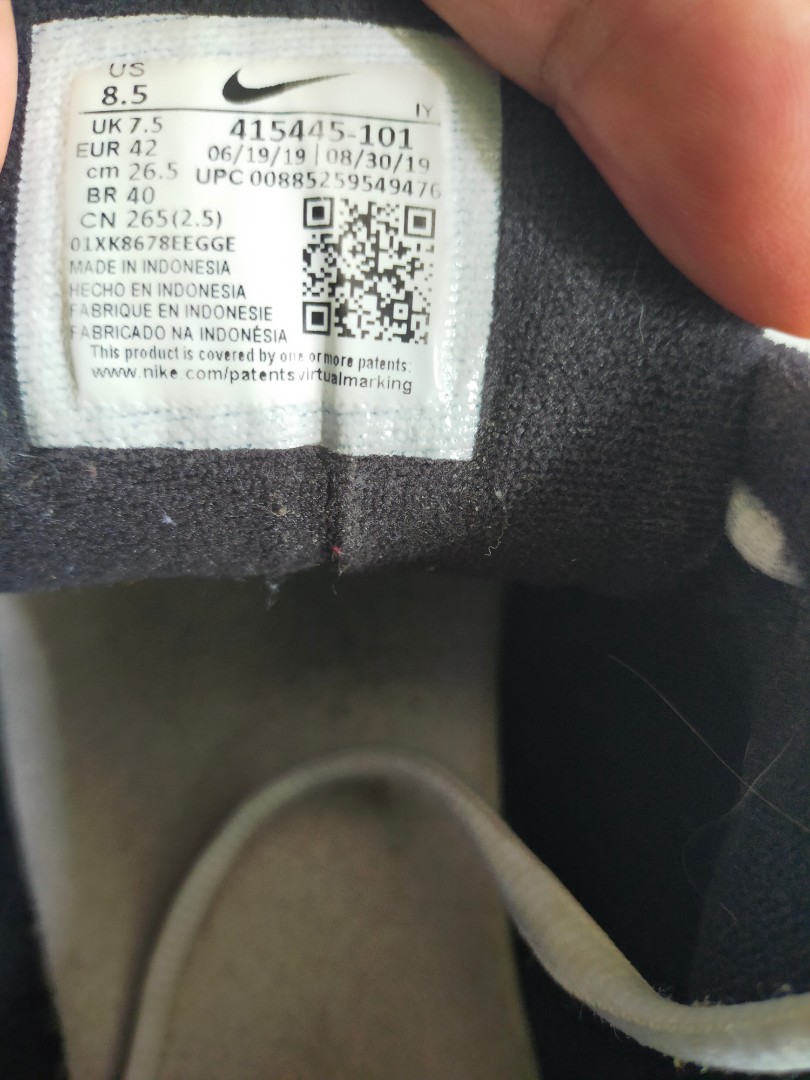 US
8.5
IY
UK 7.5
415445-101
EUR 42
06/19/19 | 08/30/19
cm 26.5
UPC 00885259549476
BR 40
CN 265(2.5)
01XK8678EEGGE
MADE IN INDONESIA
HECHO EN INDONESIA
FABRIQUE EN INDONESIE
FABRICADO NA INDONÉSIA
This product is covered by one or more patents:
www.nike.com/patentsvirtualmarking